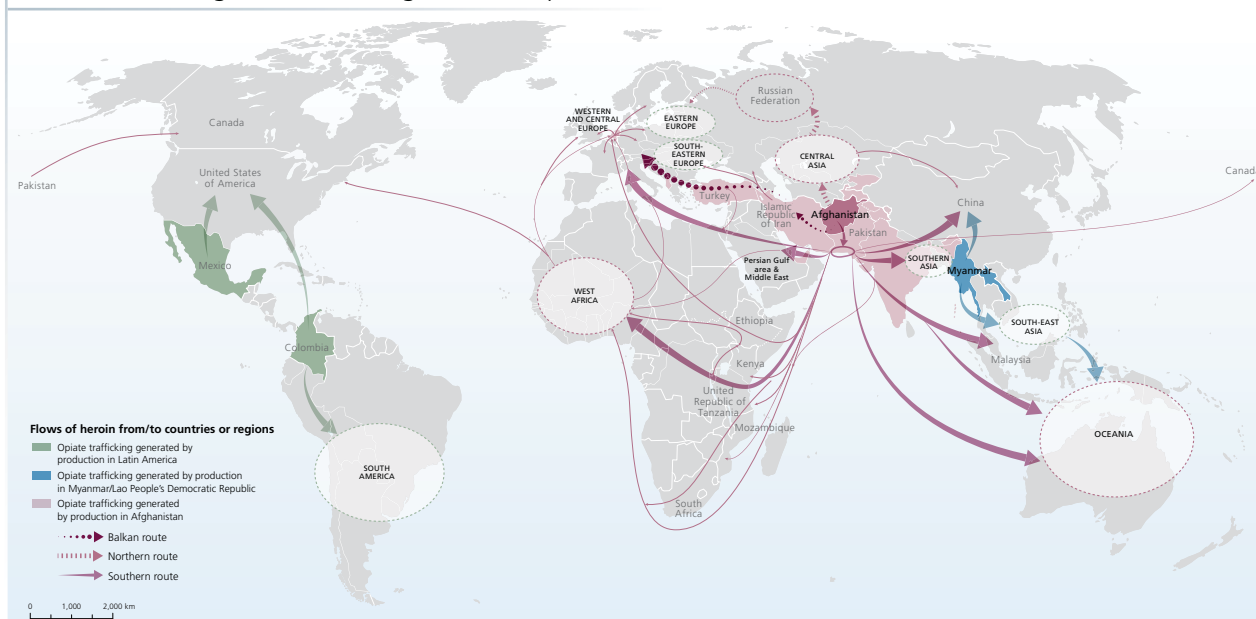 Canada
Pakistan
United States
of America
Mexico
Colombia
SOUTH
AMERICA
WESTERN
AND CENTRAL
EUROPE
EASTERN
EUROPE
SOUTH-
EASTERN
EUROPE
Russian
Federation
CENTRAL
ASIA
Turkey
Islamic
Republic
of Iran
Afghanistan
Pakistan
China
Canad
Persian Gulf
area &
Middle East
SOUTHERN
ASIA
Myanmar
WEST
AFRICA
SOUTH-EAST
ASIA
Ethiopia
Malaysia
Kenya
United
Republic of
Tanzania
Mozambique
OCEANIA
South
Africa
Flows of heroin from/to countries or regions
Opiate trafficking generated by
production in Latin America
Opiate trafficking generated by production
in Myanmar/Lao People's Democratic Republic
Opiate trafficking generated
by production in Afghanistan
Balkan route
Northern route
Southern route
0 1,000 2,000 km